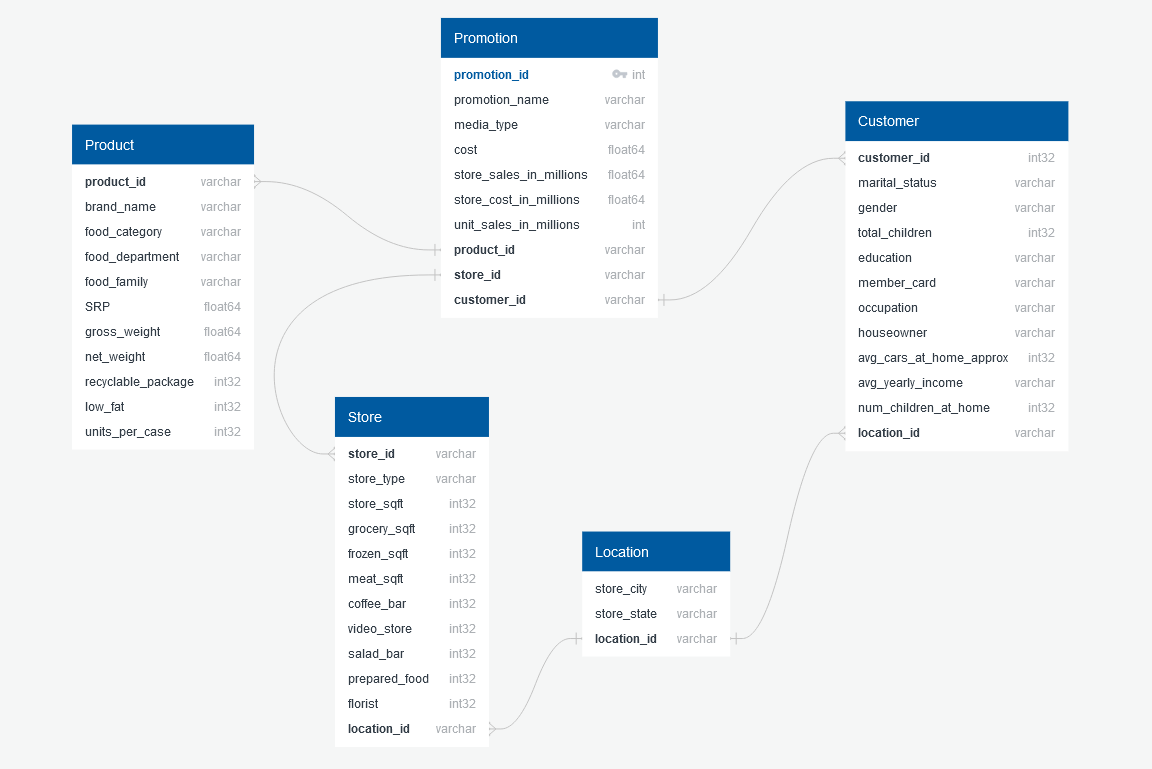 Promotion
promotion_id int
promotion_name varchar
media_type varchar
cost float64
store_sales_in_millions float64
store_cost_in_millions float64
unit_sales_in_millions int
product_id varchar
store_id varchar
customer_id varchar
Product
product_id varchar
brand_name varchar
food_category varchar
food_department varchar
food_family varchar
SRP float64
gross_weight float64
net_weight float64
recyclable_package int32
low_fat int32
units_per_case int32
Customer
customer_id int32
marital_status varchar
gender varchar
total_children int32
education varchar
member_card varchar
occupation varchar
houseowner varchar
avg_cars_at_home_approx int32
avg_yearly_income varchar
num_children_at_home int32
location_id varchar
Store
store_id varchar
store_type varchar
store_sqft int32
grocery_sqft int32
frozen_sqft int32
meat_sqft int32
coffee_bar int32
video_store int32
salad_bar int32
prepared_food int32
florist int32
location_id varchar
Location
store_city varchar
store_state varchar
location_id varchar